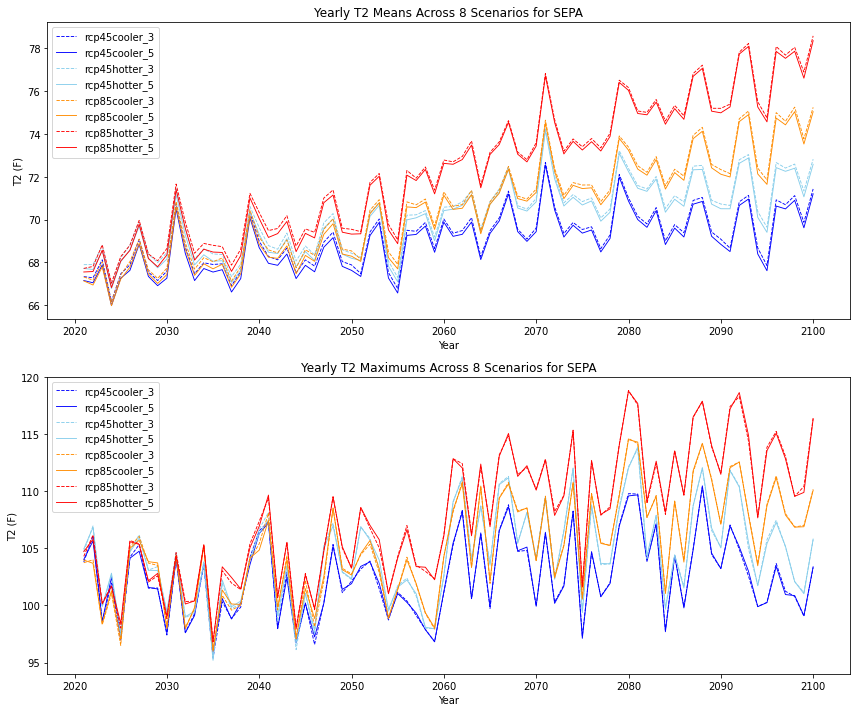 Yearly T2 Means Across 8 Scenarios for SEPA
rcp45cooler_3
rcp45cooler_5
rcp45hotter_3
rcp45hotter_5
rcp85cooler_3
rcp85cooler_5
rcp85hotter_3
rcp85hotter_5
78
76
74
72
70
68
66
T2 (F)
2020 2030 2040 2050 2060 2070 2080 2090 2100
Year
Yearly T2 Maximums Across 8 Scenarios for SEPA
rcp45cooler_3
rcp45cooler_5
rcp45hotter_3
rcp45hotter_5
rcp85cooler_3
rcp85cooler_5
rcp85hotter_3
rcp85hotter_5
120
115
110
105
100
95
T2 (F)
2020 2030 2040 2050 2060 2070 2080 2090 2100
Year